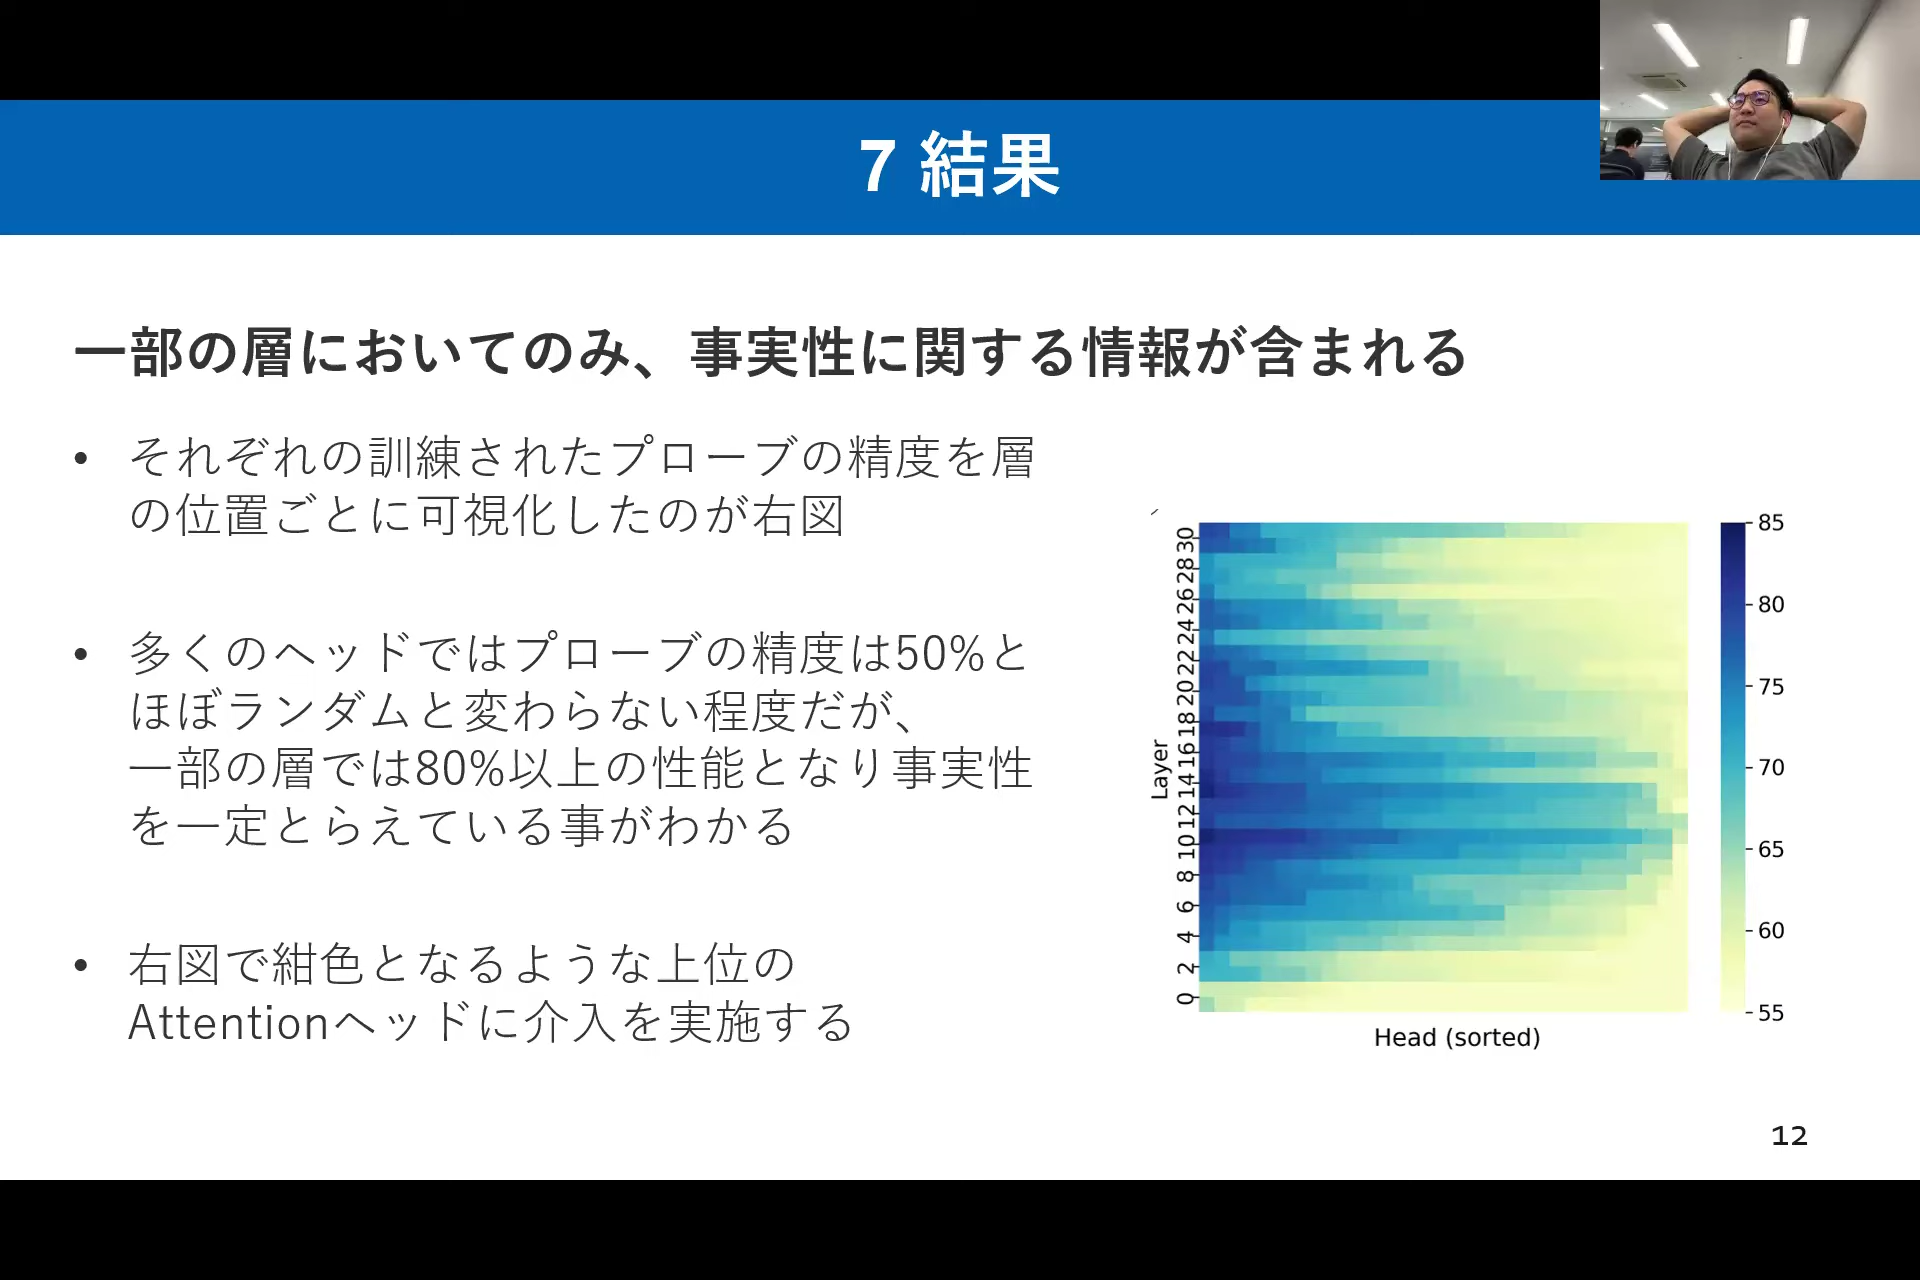 7 結果
一部の層においてのみ、事実性に関する情報が含まれる
• それぞれの訓練されたプローブの精度を層
の位置ごとに可視化したのが右図
• 多くのヘッドではプローブの精度は50%と
ほぼランダムと変わらない程度だが、
一部の層では80%以上の性能となり事実性
を一定とらえている事がわかる
• 右図で紺色となるような上位の
Attentionヘッドに介入を実施する
Layer
30
28
26
24
22
20
18
16
14
12
10
8
6
4
2
0
Head (sorted)
85
80
75
70
65
60
55
12